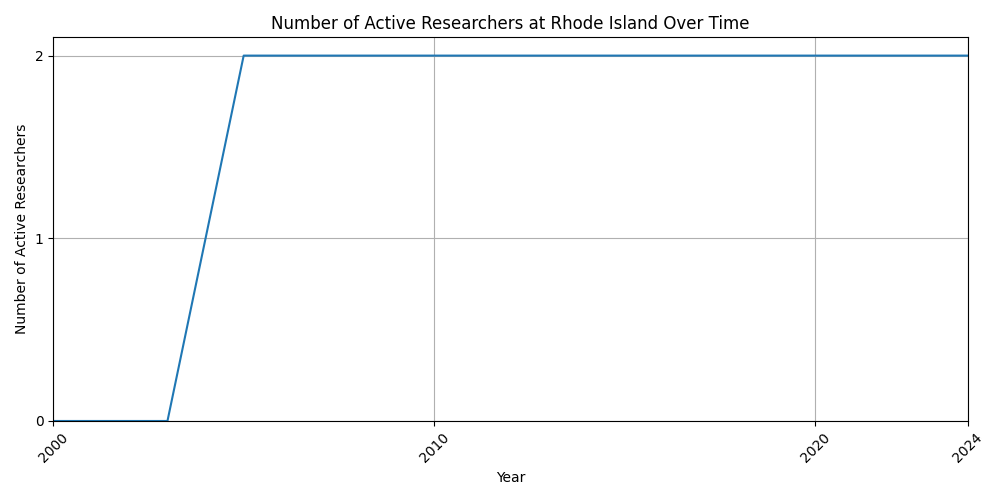 Number of Active Researchers at Rhode Island Over Time
Number of Active Researchers
2
1
0
2000
2010
2020
2024
Year